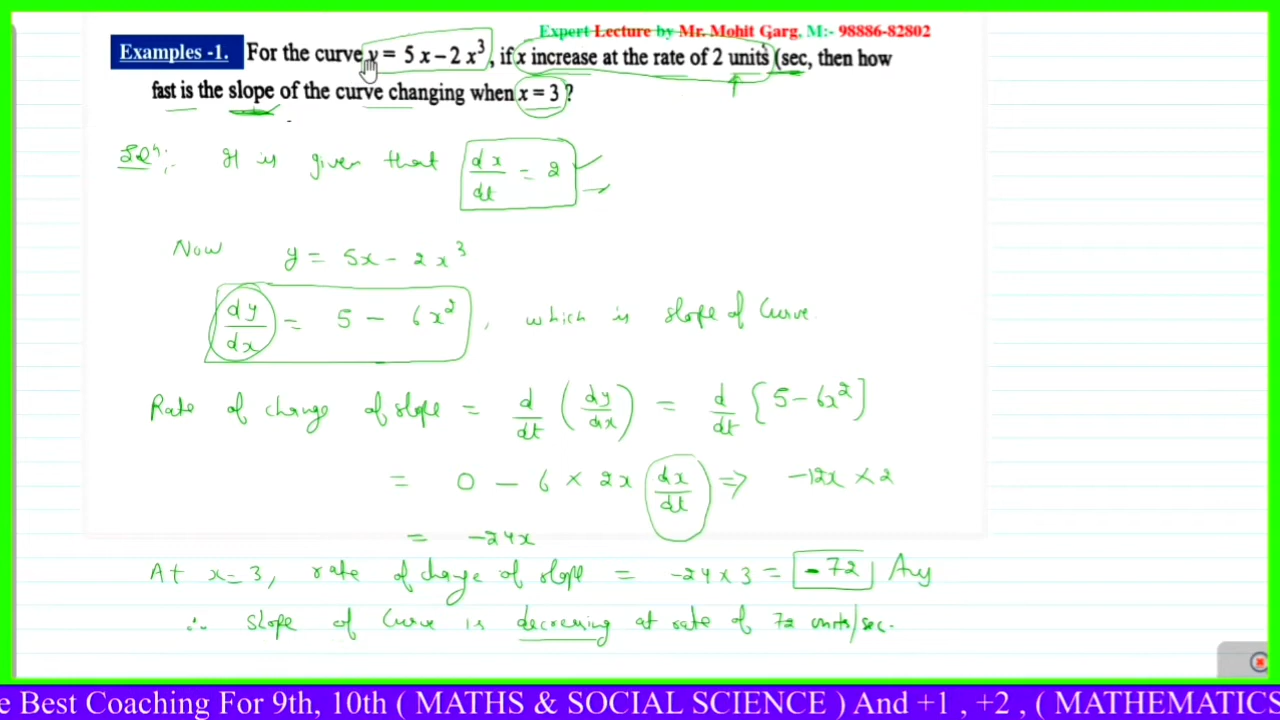 Expert Lecture by Mr. Mohit Garg, M:- 98886-82802
Examples -1. For the curve y = 5 x – 2 x³, if x increase at the rate of 2 units (sec, then how
fast is the slope of the curve changing when x = 3 ?
Solⁿ:- It is given that dx/dt = 2
Now y = 5x - 2x³
dy/dx = 5 - 6x², which is slope of curve.
Rate of change of slope = d/dt (dy/dx) = d/dt [5 - 6x²]
= 0 - 6 × 2x dx/dt ⇒ -12x × 2
= -24x
At x = 3, rate of change of slope = -24 × 3 = -72 Ans
∴ slope of curve is decreasing at rate of 72 units/sec.
e Best Coaching For 9th, 10th ( MATHS & SOCIAL SCIENCE ) And +1 , +2 , ( MATHEMATICS